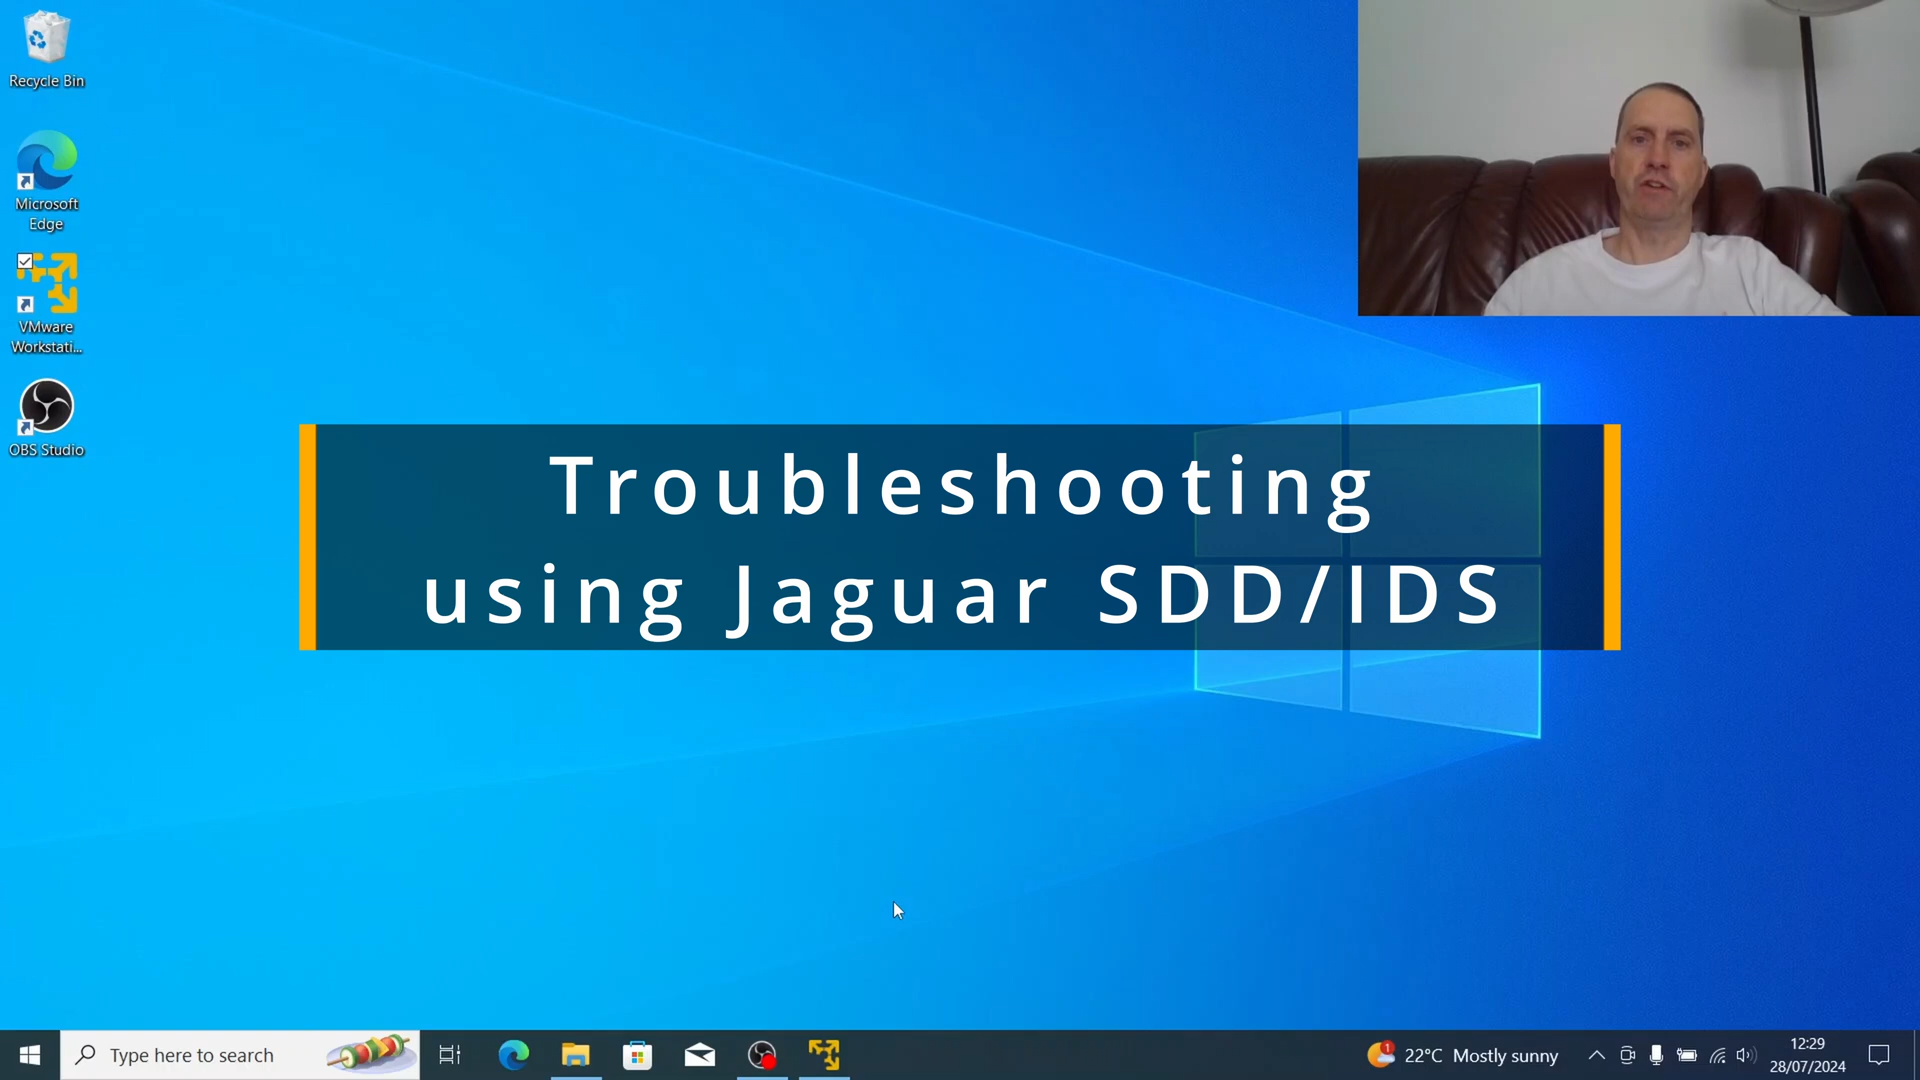 Recycle Bin
Microsoft
Edge
VMware
Workstati...
OBS Studio
Troubleshooting
using Jaguar SDD/IDS
Type here to search
1
22°C Mostly sunny
12:29
28/07/2024